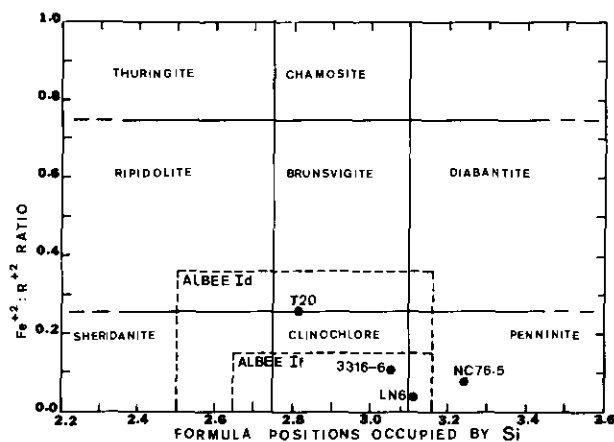 1.0
THURINGITE CHAMOSITE
0.8
RIPIDOLITE BRUNSVIGITE DIABANTITE
0.6
Fe+2:R+2 RATIO
0.4
ALBEE Id
T20
0.2
SHERIDANITE CLINOCHLORE PENNINITE
ALBEE If
3316-6 NC76.5
LN6
0.0
2.2 2.4 2.6 2.8 3.0 3.2 3.4 3.6
FORMULA POSITIONS OCCUPIED BY Si